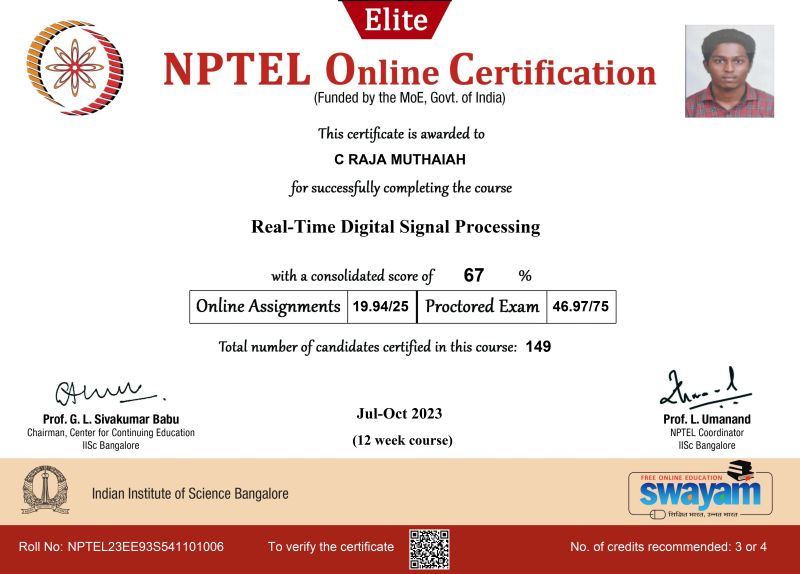 Elite
NPTEL Online Certification
(Funded by the MoE, Govt. of India)
This certificate is awarded to
C RAJA MUTHAIAH
for successfully completing the course
Real-Time Digital Signal Processing
with a consolidated score of 67 %
Online Assignments 19.94/25 Proctored Exam 46.97/75
Total number of candidates certified in this course: 149
Prof. G. L. Sivakumar Babu
Chairman, Center for Continuing Education
IISc Bangalore
Jul-Oct 2023
(12 week course)
Prof. L. Umanand
NPTEL Coordinator
IISc Bangalore
Indian Institute of Science Bangalore
FREE ONLINE EDUCATION
swayam
शिक्षित भारत, उन्नत भारत
Roll No: NPTEL23EE93S541101006
To verify the certificate
No. of credits recommended: 3 or 4